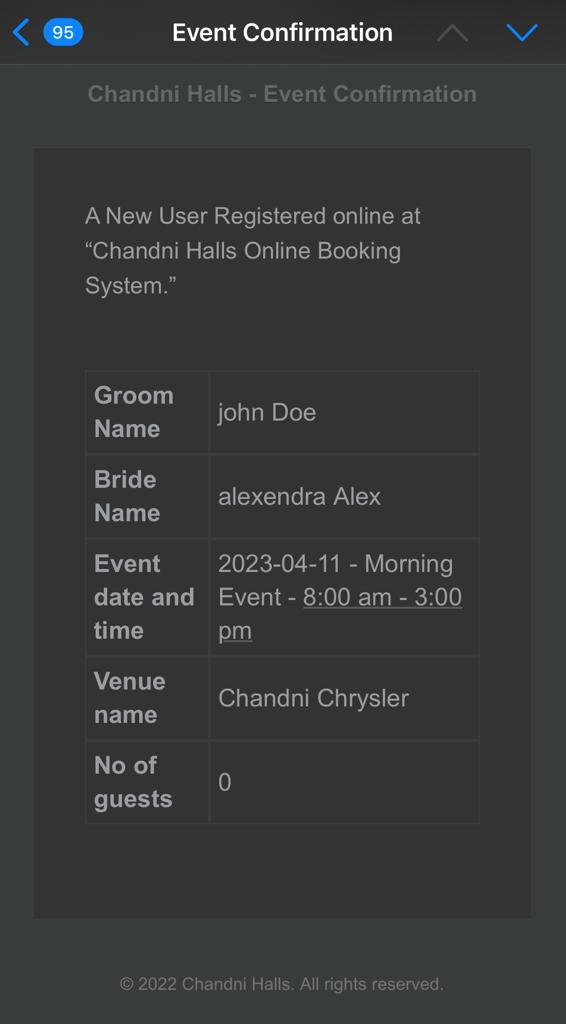 95
Event Confirmation
Chandni Halls - Event Confirmation
A New User Registered online at
“Chandni Halls Online Booking
System.”
Groom
Name
john Doe
Bride
Name
alexendra Alex
Event
date and
time
2023-04-11 - Morning
Event - 8:00 am - 3:00
pm
Venue
name
Chandni Chrysler
No of
guests
0
© 2022 Chandni Halls. All rights reserved.